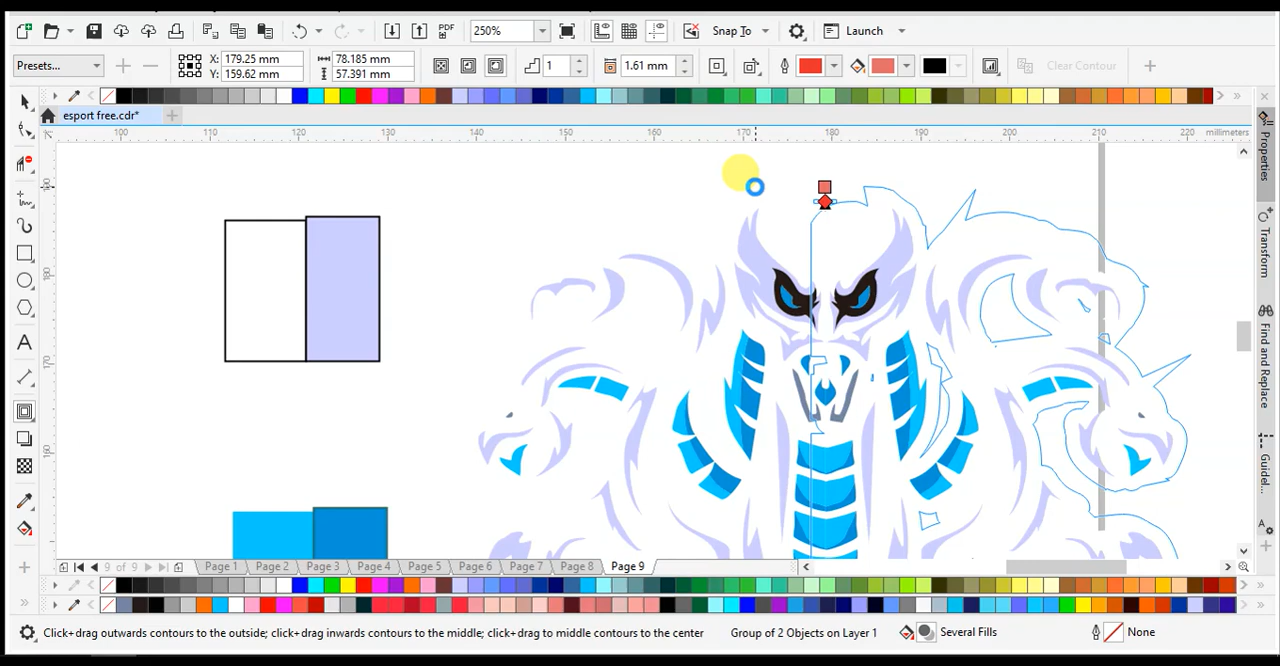 PDF
250%
Snap To
Launch
Presets...
X: 179.25 mm
Y: 159.62 mm
78.185 mm
57.391 mm
1
1.61 mm
Clear Contour
esport free.cdr*
100 110 120 130 140 150 160 170 180 190 200 210 220 millimeters
180
170
Properties
Transform
Find and Replace
Guidel...
9 of 9
Page 1 Page 2 Page 3 Page 4 Page 5 Page 6 Page 7 Page 8 Page 9
Click+drag outwards contours to the outside; click+drag inwards contours to the middle; click+drag to middle contours to the center
Group of 2 Objects on Layer 1
Several Fills
None